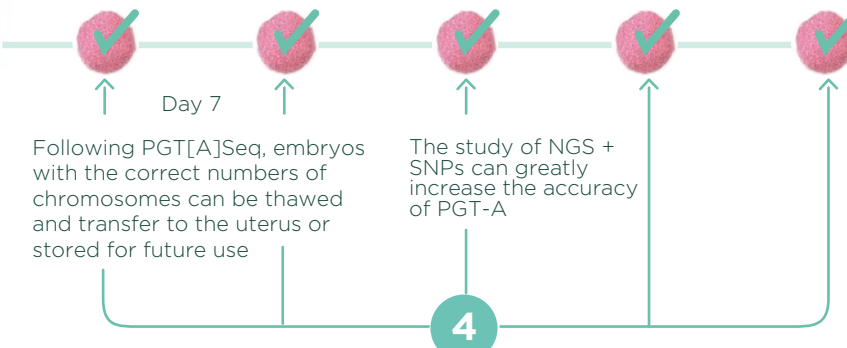 Day 7
Following PGT[A]Seq, embryos
with the correct numbers of
chromosomes can be thawed
and transfer to the uterus or
stored for future use
The study of NGS +
SNPs can greatly
increase the accuracy
of PGT-A
4